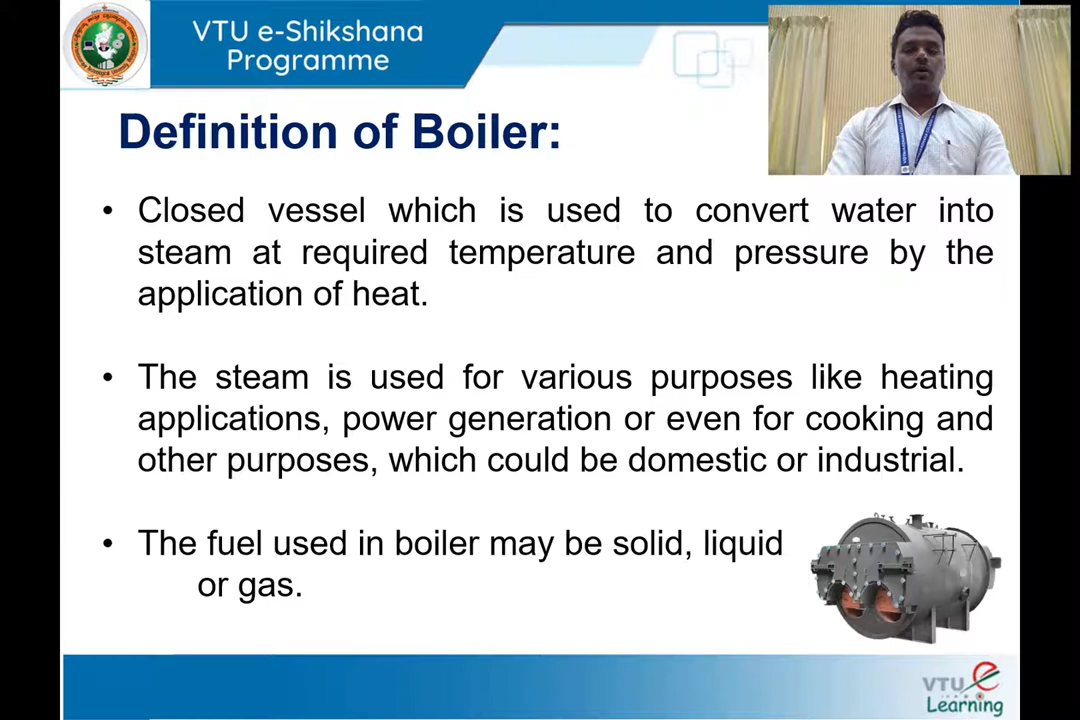 VTU e-Shikshana
Programme
Definition of Boiler:
• Closed vessel which is used to convert water into
steam at required temperature and pressure by the
application of heat.
• The steam is used for various purposes like heating
applications, power generation or even for cooking and
other purposes, which could be domestic or industrial.
• The fuel used in boiler may be solid, liquid
or gas.
VTU e
Learning